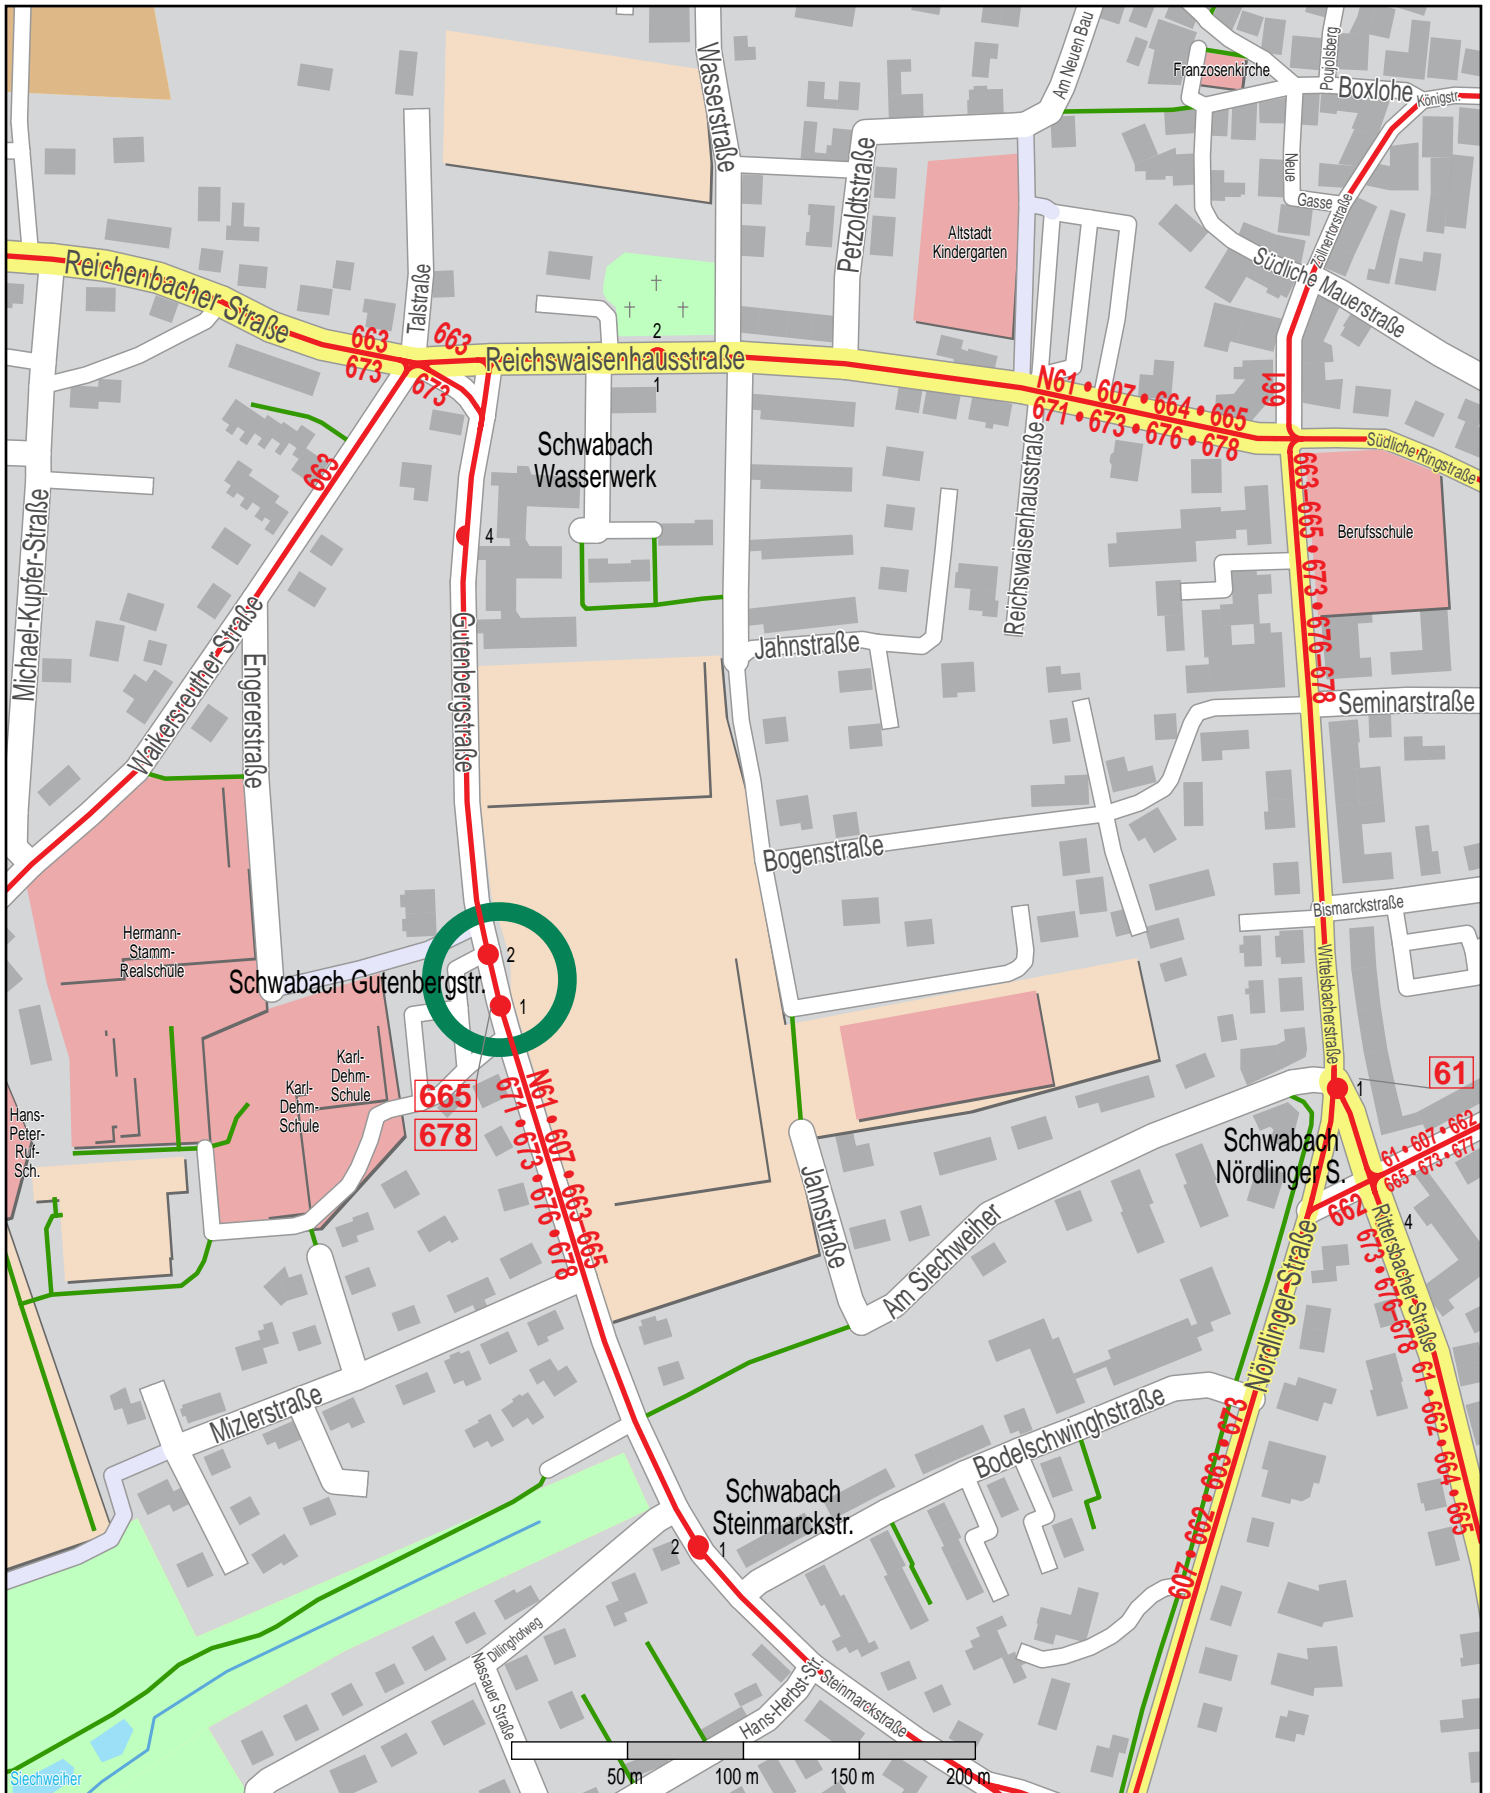 Wasserstraße
Am Neuen Bau
Franzosenkirche
Poujolsberg
Boxlohe
Königstr.
Petzoldtstraße
Neue
Gasse
Zöllnertorstraße
Altstadt
Kindergarten
Südliche Mauerstraße
Reichenbacher Straße
Talstraße
663
663
673
673
2
Reichswaisenhausstraße
1
N61 • 607 • 664 • 665
671 • 673 • 676 • 678
661
Südliche Ringstraße
Schwabach
Wasserwerk
663
663–665 • 673 • 676–678
Reichswaisenhausstraße
Berufsschule
4
Michael-Kupfer-Straße
Waikersreuther Straße
Engererstraße
Gutenbergstraße
Jahnstraße
Seminarstraße
Bogenstraße
Bismarckstraße
Wittelsbacherstraße
Hermann-
Stamm-
Realschule
2
Schwabach Gutenbergstr.
1
Karl-
Dehm-
Schule
Karl-
Dehm-
Schule
665
678
N61 • 607 • 663–665
671 • 673 • 676 • 678
61
1
Hans-
Peter-
Ruf-
Sch.
Schwabach
Nördlinger S.
61 • 607 • 662
665 • 673 • 677
662
4
Jahnstraße
Am Siechweiher
Nördlinger Straße
Rittersbacher Straße
673 • 676–678
61 • 662 • 664 • 665
Mizlerstraße
Bodelschwinghstraße
607 • 662 • 663 • 673
Schwabach
Steinmarckstr.
2
1
Dillinghofweg
Nassauer Straße
Hans-Herbst-Str.
Steinmarckstraße
Siechweiher
50 m
100 m
150 m
200 m